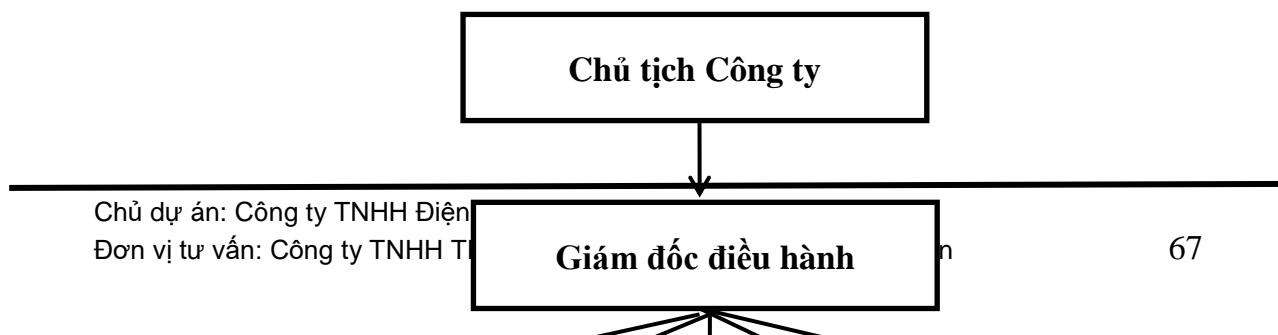 Chủ tịch Công ty
Chủ dự án: Công ty TNHH Điện
Đơn vị tư vấn: Công ty TNHH
Giám đốc điều hành
67